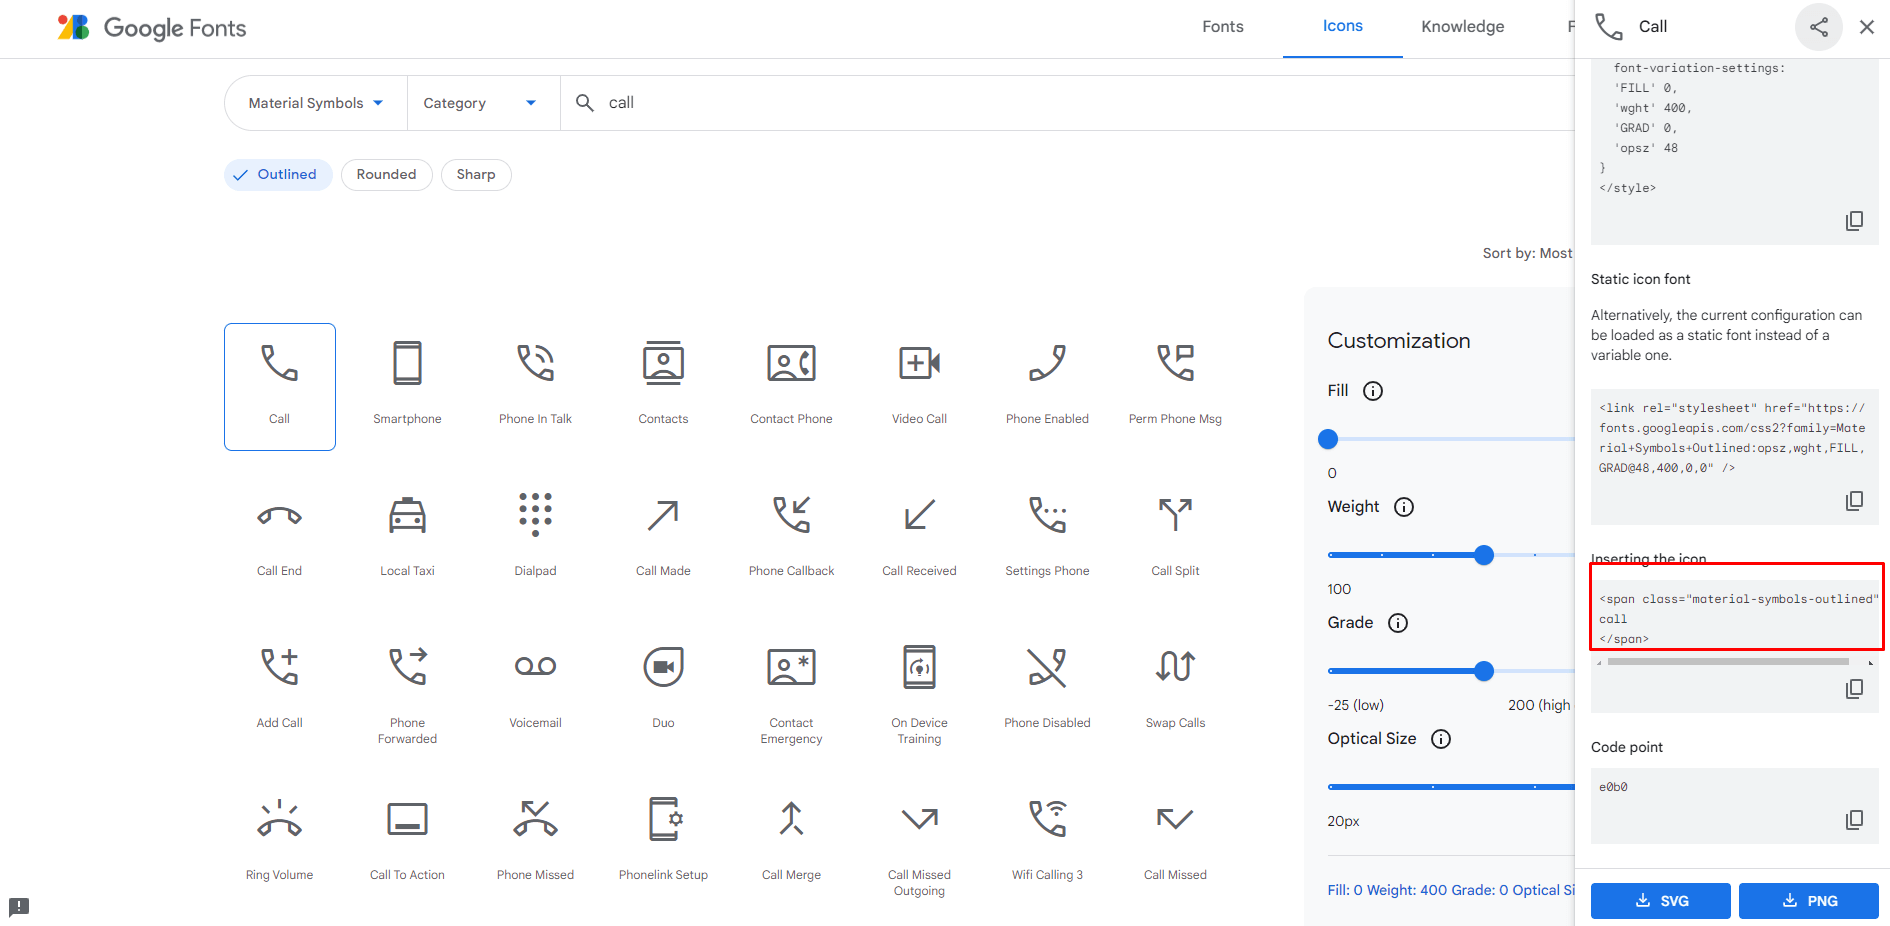 Google Fonts
Fonts
Icons
Knowledge
F
Material Symbols
Category
call
Outlined
Rounded
Sharp
Sort by: Most
Call
Smartphone
Phone In Talk
Contacts
Contact Phone
Video Call
Phone Enabled
Perm Phone Msg
Call End
Local Taxi
Dialpad
Call Made
Phone Callback
Call Received
Settings Phone
Call Split
Add Call
Phone
Forwarded
Voicemail
Duo
Contact
Emergency
On Device
Training
Phone Disabled
Swap Calls
Ring Volume
Call To Action
Phone Missed
Phonelink Setup
Call Merge
Call Missed
Outgoing
Wifi Calling 3
Call Missed
Customization
Fill
0
Weight
100
Grade
-25 (low)
200 (high
Optical Size
20px
Fill: 0 Weight: 400 Grade: 0 Optical Si
Call
font-variation-settings:
'FILL' 0,
'wght' 400,
'GRAD' 0,
'opsz' 48
}
</style>
Static icon font
Alternatively, the current configuration can
be loaded as a static font instead of a
variable one.
<link rel="stylesheet" href="https://
fonts.googleapis.com/css2?family=Mate
rial+Symbols+Outlined:opsz,wght,FILL,
GRAD@48,400,0,0" />
Inserting the icon
<span class="material-symbols-outlined"
call
</span>
Code point
e0b0
SVG
PNG